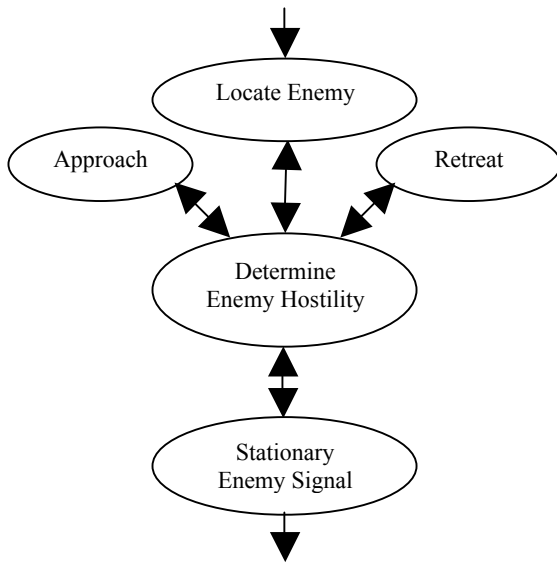 Locate Enemy
Approach
Retreat
Determine
Enemy Hostility
Stationary
Enemy Signal